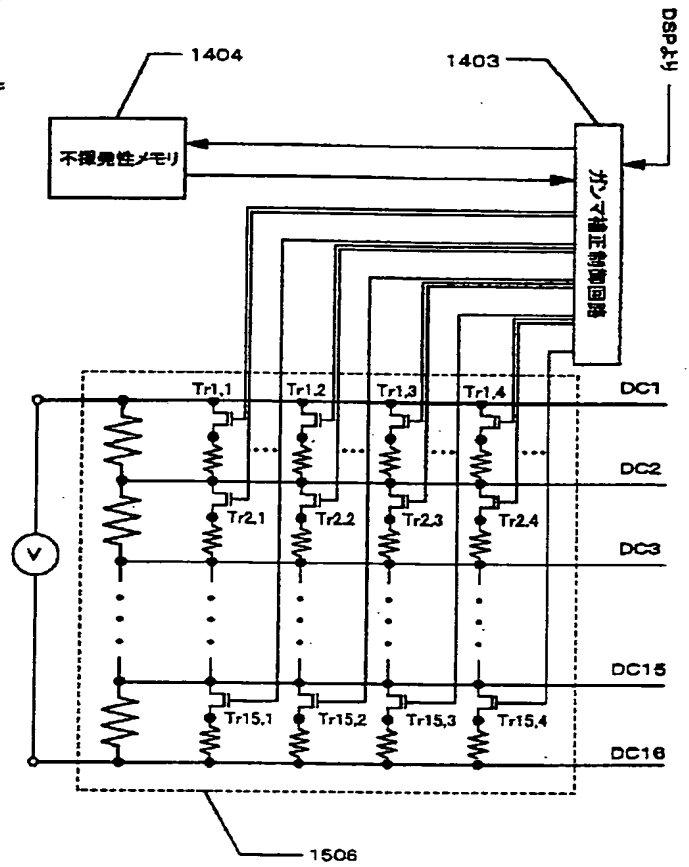 1404
1403
DSPより
不揮発性メモリ
ガンマ補正制御回路
Tr1,1
Tr1,2
Tr1,3
Tr1,4
DC1
DC2
Tr2,1
Tr2,2
Tr2,3
Tr2,4
DC3
V
DC15
Tr15,1
Tr15,2
Tr15,3
Tr15,4
DC16
1506